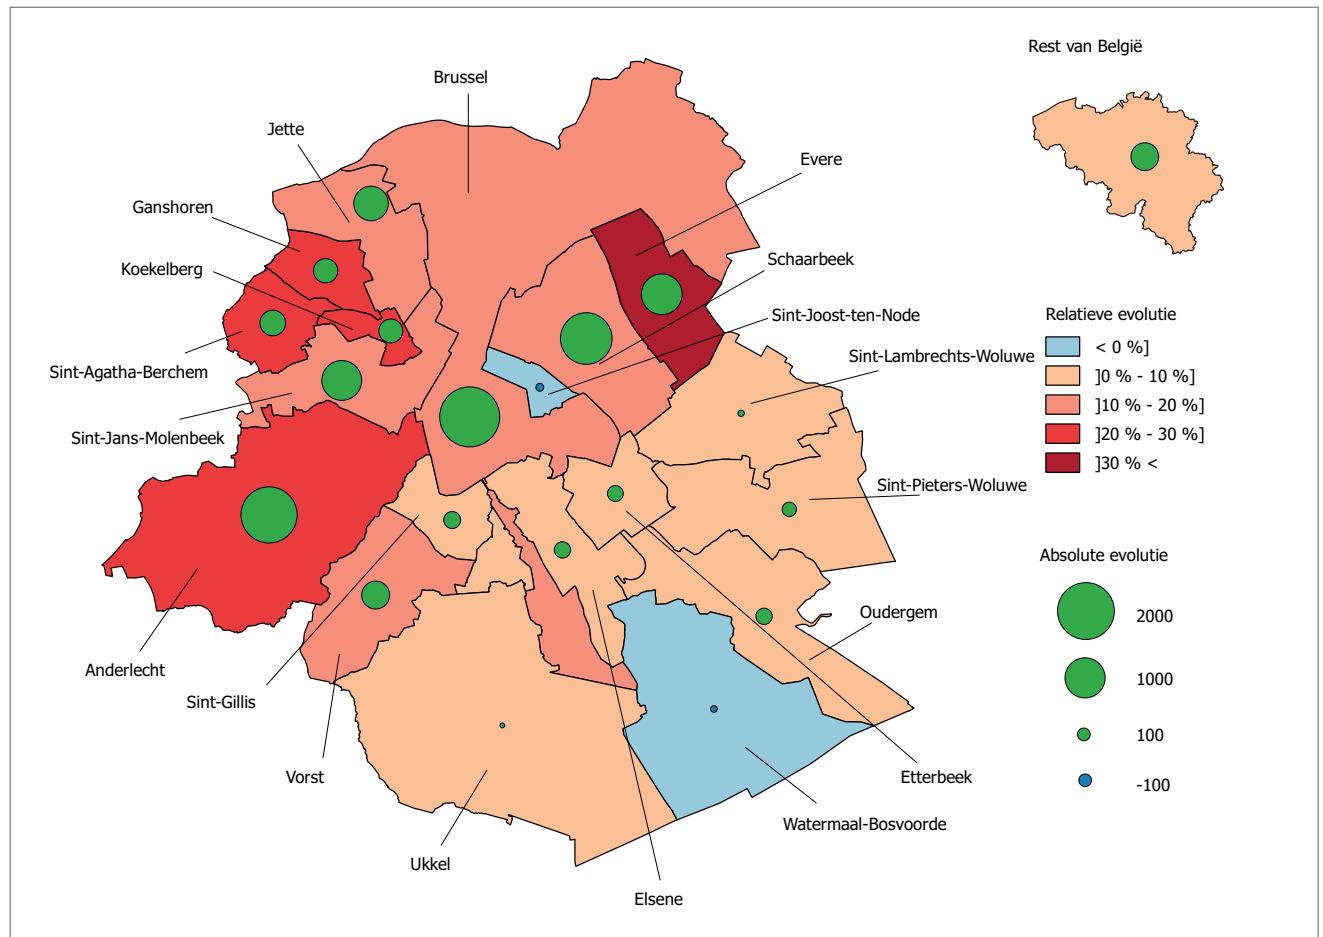 Rest van België
Brussel
Jette
Evere
Ganshoren
Schaarbeek
Koekelberg
Sint-Joost-ten-Node
Relatieve evolutie
< 0 %]
]0 % - 10 %]
]10 % - 20 %]
]20 % - 30 %]
]30 % <
Sint-Lambrechts-Woluwe
Sint-Agatha-Berchem
Sint-Jans-Molenbeek
Sint-Pieters-Woluwe
Absolute evolutie
2000
1000
100
-100
Oudergem
Anderlecht
Sint-Gillis
Vorst
Etterbeek
Watermaal-Bosvoorde
Ukkel
Elsene